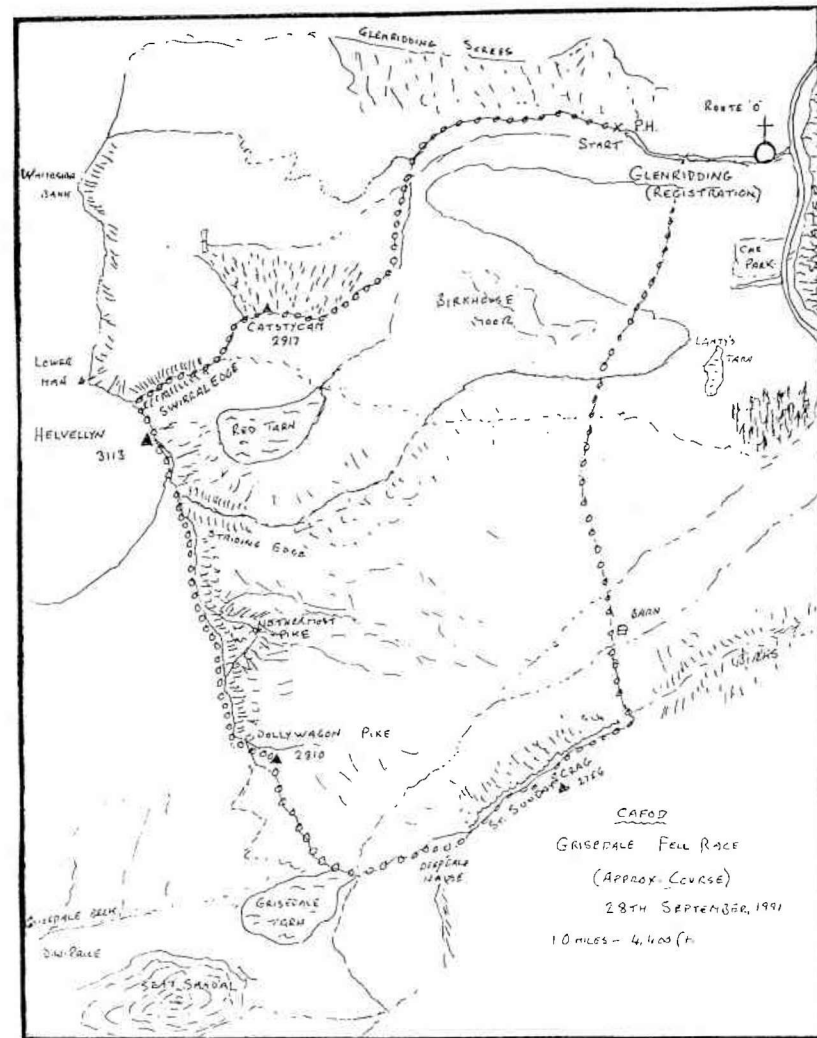 GLENRIDDING SCREES
ROUTE 'O'
P.H.
START
WHITESIDE
BANK
GLENRIDDING
(REGISTRATION)
CAR
PARK
CATSTYCAM
2917
BIRKHOUSE
MOOR
LANTY'S
TARN
LOWER
MAN
SWIRRAL EDGE
RED TARN
HELVELLYN
3113
STRIDING EDGE
BARN
NETHERMOST
PIKE
BIRKS
DOLLYWAGON PIKE
2810
ST. SUNDAY CRAG
2756
DEEPDALE
HAUSE
CAFOD
GRISEDALE FELL RACE
(APPROX. COURSE)
28TH SEPTEMBER, 1991
10 MILES - 4,400 ft
GRISEDALE
TARN
SEAT SANDAL